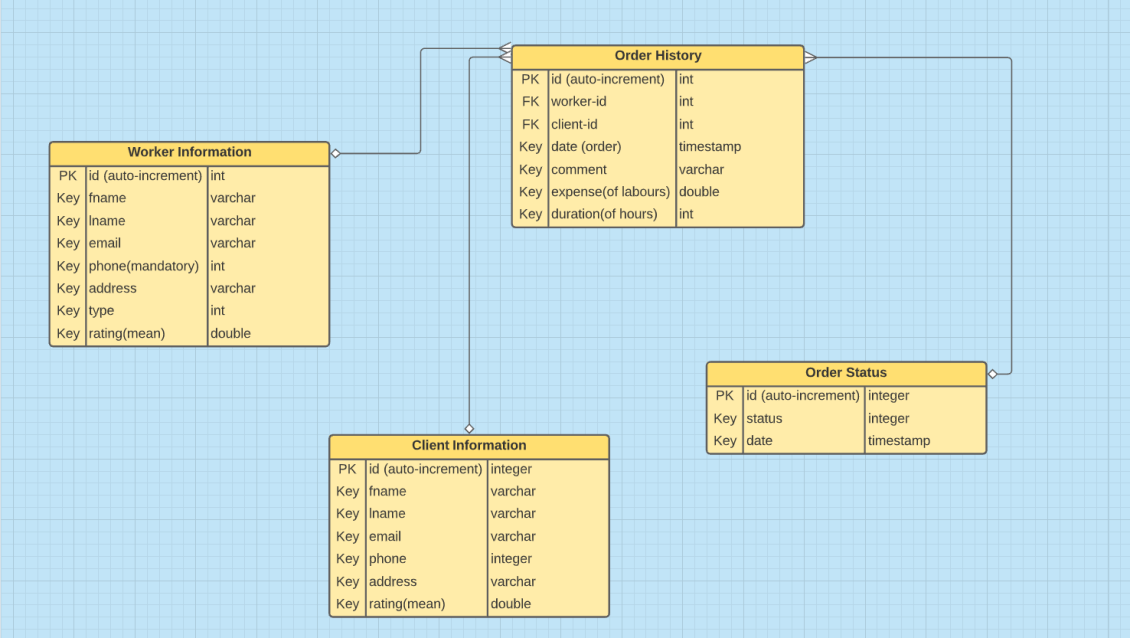 Order History
PK id (auto-increment) int
FK worker-id int
FK client-id int
Key date (order) timestamp
Key comment varchar
Key expense(of labours) double
Key duration(of hours) int
Worker Information
PK id (auto-increment) int
Key fname varchar
Key lname varchar
Key email varchar
Key phone(mandatory) int
Key address varchar
Key type int
Key rating(mean) double
Order Status
PK id (auto-increment) integer
Key status integer
Key date timestamp
Client Information
PK id (auto-increment) integer
Key fname varchar
Key lname varchar
Key email varchar
Key phone integer
Key address varchar
Key rating(mean) double